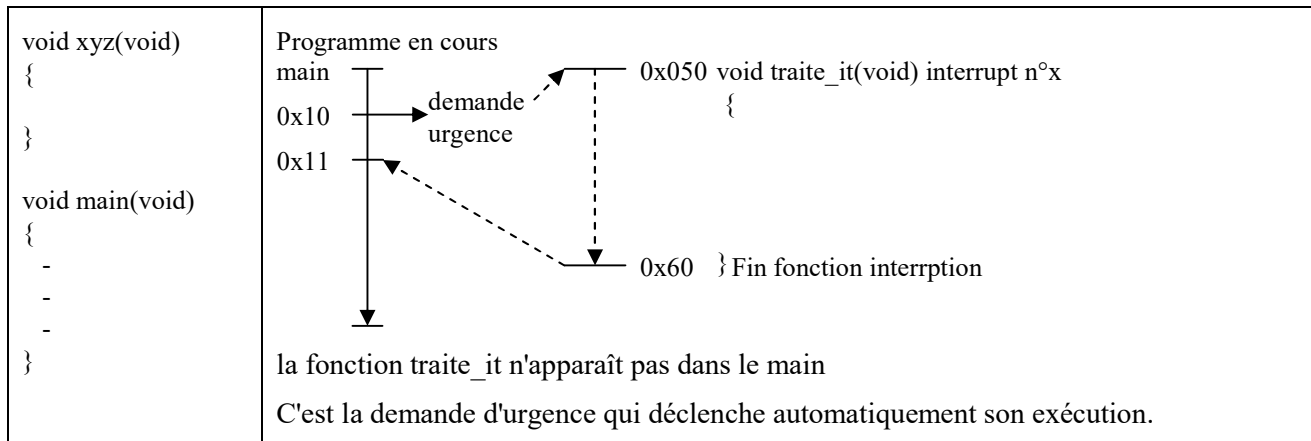 void xyz(void)
{
}
void main(void)
{
-
-
-
}
Programme en cours
main
0x10
0x11
demande
urgence
0x050 void traite_it(void) interrupt n°x
{
0x60 } Fin fonction interrption
la fonction traite_it n'apparaît pas dans le main
C'est la demande d'urgence qui déclenche automatiquement son exécution.